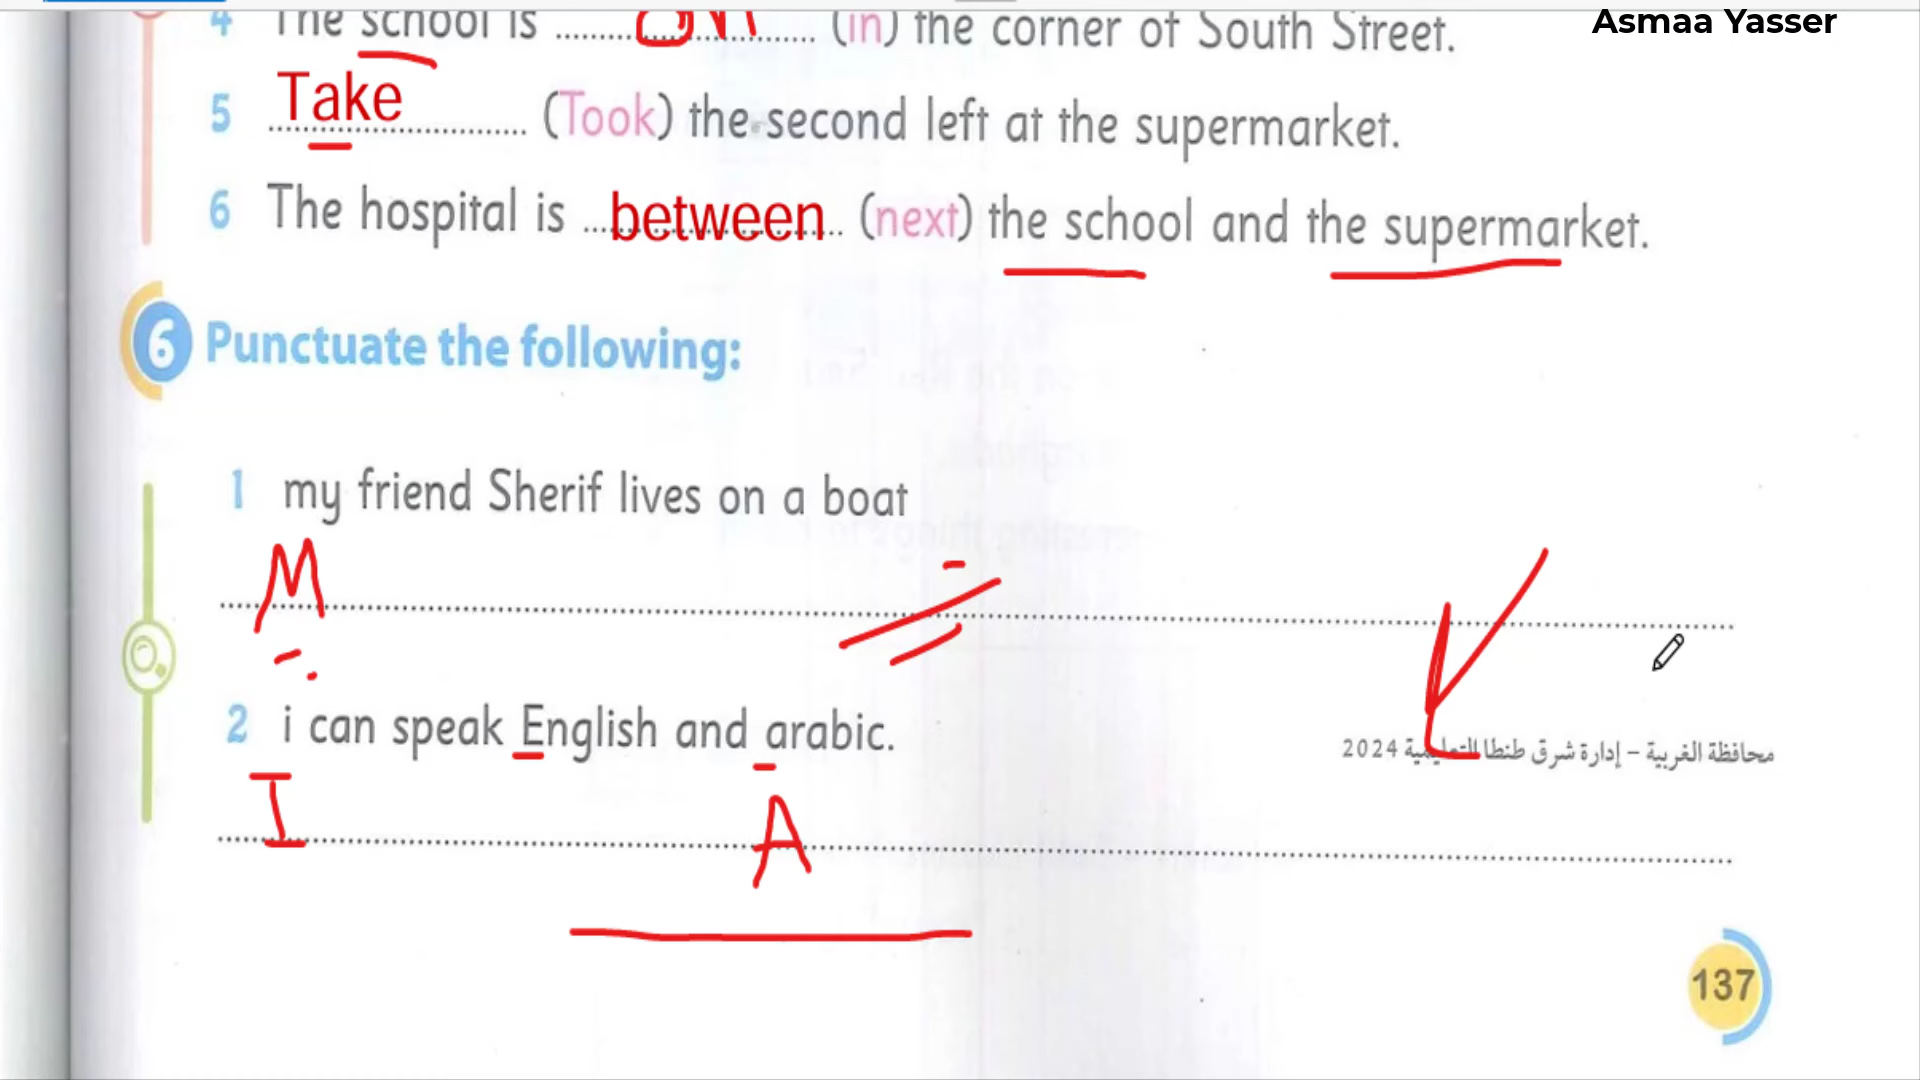 Asmaa Yasser
4 The school is .......on....... (in) the corner of South Street.
5 Take (Took) the second left at the supermarket.
6 The hospital is ... between ... (next) the school and the supermarket.
6 Punctuate the following:
1 my friend Sherif lives on a boat
M
2 i can speak English and arabic.
محافظة الغربية – إدارة شرق طنطا التعليمية 2024
I A
137